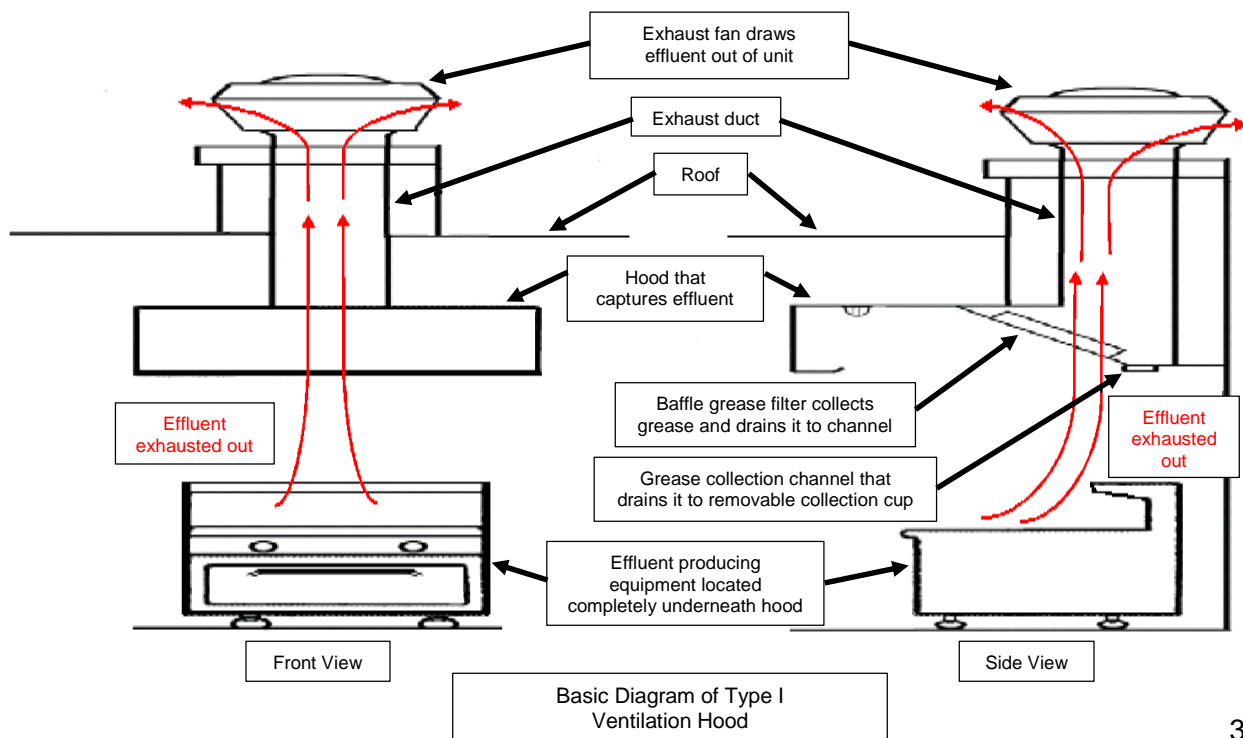 Exhaust fan draws
effluent out of unit
Exhaust duct
Roof
Hood that
captures effluent
Baffle grease filter collects
grease and drains it to channel
Effluent
exhausted out
Effluent
exhausted
out
Grease collection channel that
drains it to removable collection cup
Effluent producing
equipment located
completely underneath hood
Front View
Side View
Basic Diagram of Type I
Ventilation Hood
3